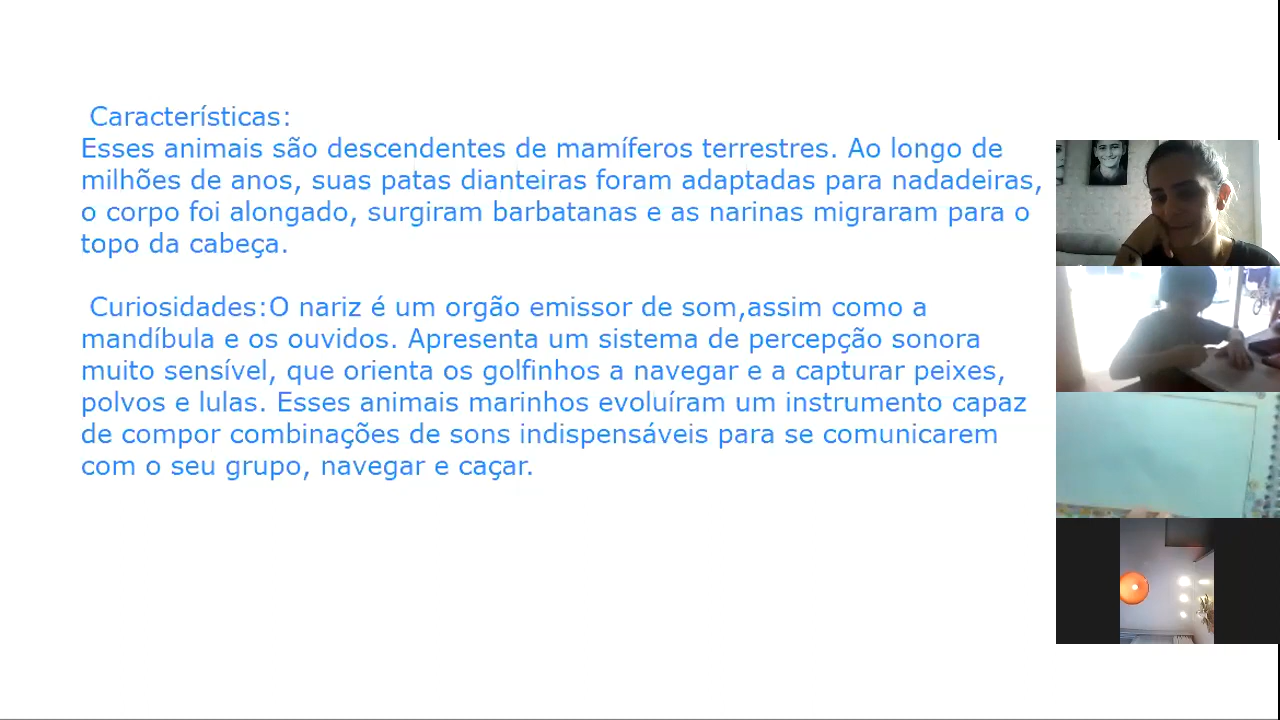 Características:
Esses animais são descendentes de mamíferos terrestres. Ao longo de
milhões de anos, suas patas dianteiras foram adaptadas para nadadeiras,
o corpo foi alongado, surgiram barbatanas e as narinas migraram para o
topo da cabeça.
Curiosidades:O nariz é um orgão emissor de som,assim como a
mandíbula e os ouvidos. Apresenta um sistema de percepção sonora
muito sensível, que orienta os golfinhos a navegar e a capturar peixes,
polvos e lulas. Esses animais marinhos evoluíram um instrumento capaz
de compor combinações de sons indispensáveis para se comunicarem
com o seu grupo, navegar e caçar.